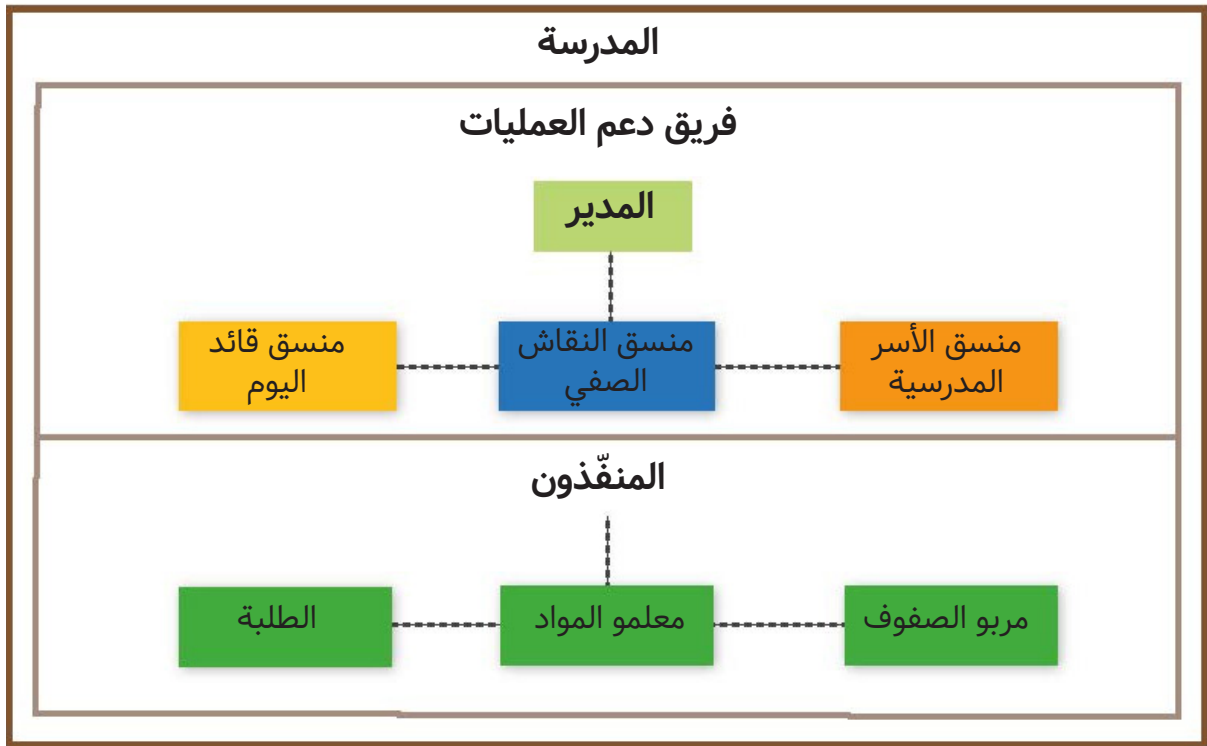 المدرسة
فريق دعم العمليات
المدير
منسق الأسر
المدرسية
منسق النقاش
الصفي
منسق قائد
اليوم
المنفّذون
مربو الصفوف
معلمو المواد
الطلبة